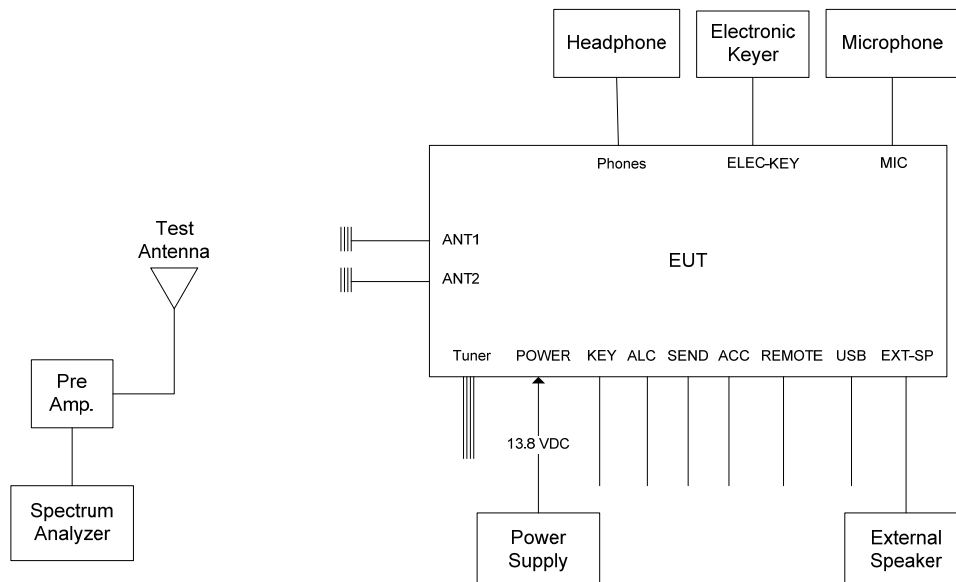 Headphone
Electronic
Keyer
Microphone
Phones
ELEC-KEY
MIC
Test
Antenna
ANT1
ANT2
EUT
Tuner
POWER
KEY
ALC
SEND
ACC
REMOTE
USB
EXT-SP
Pre
Amp.
13.8 VDC
Spectrum
Analyzer
Power
Supply
External
Speaker